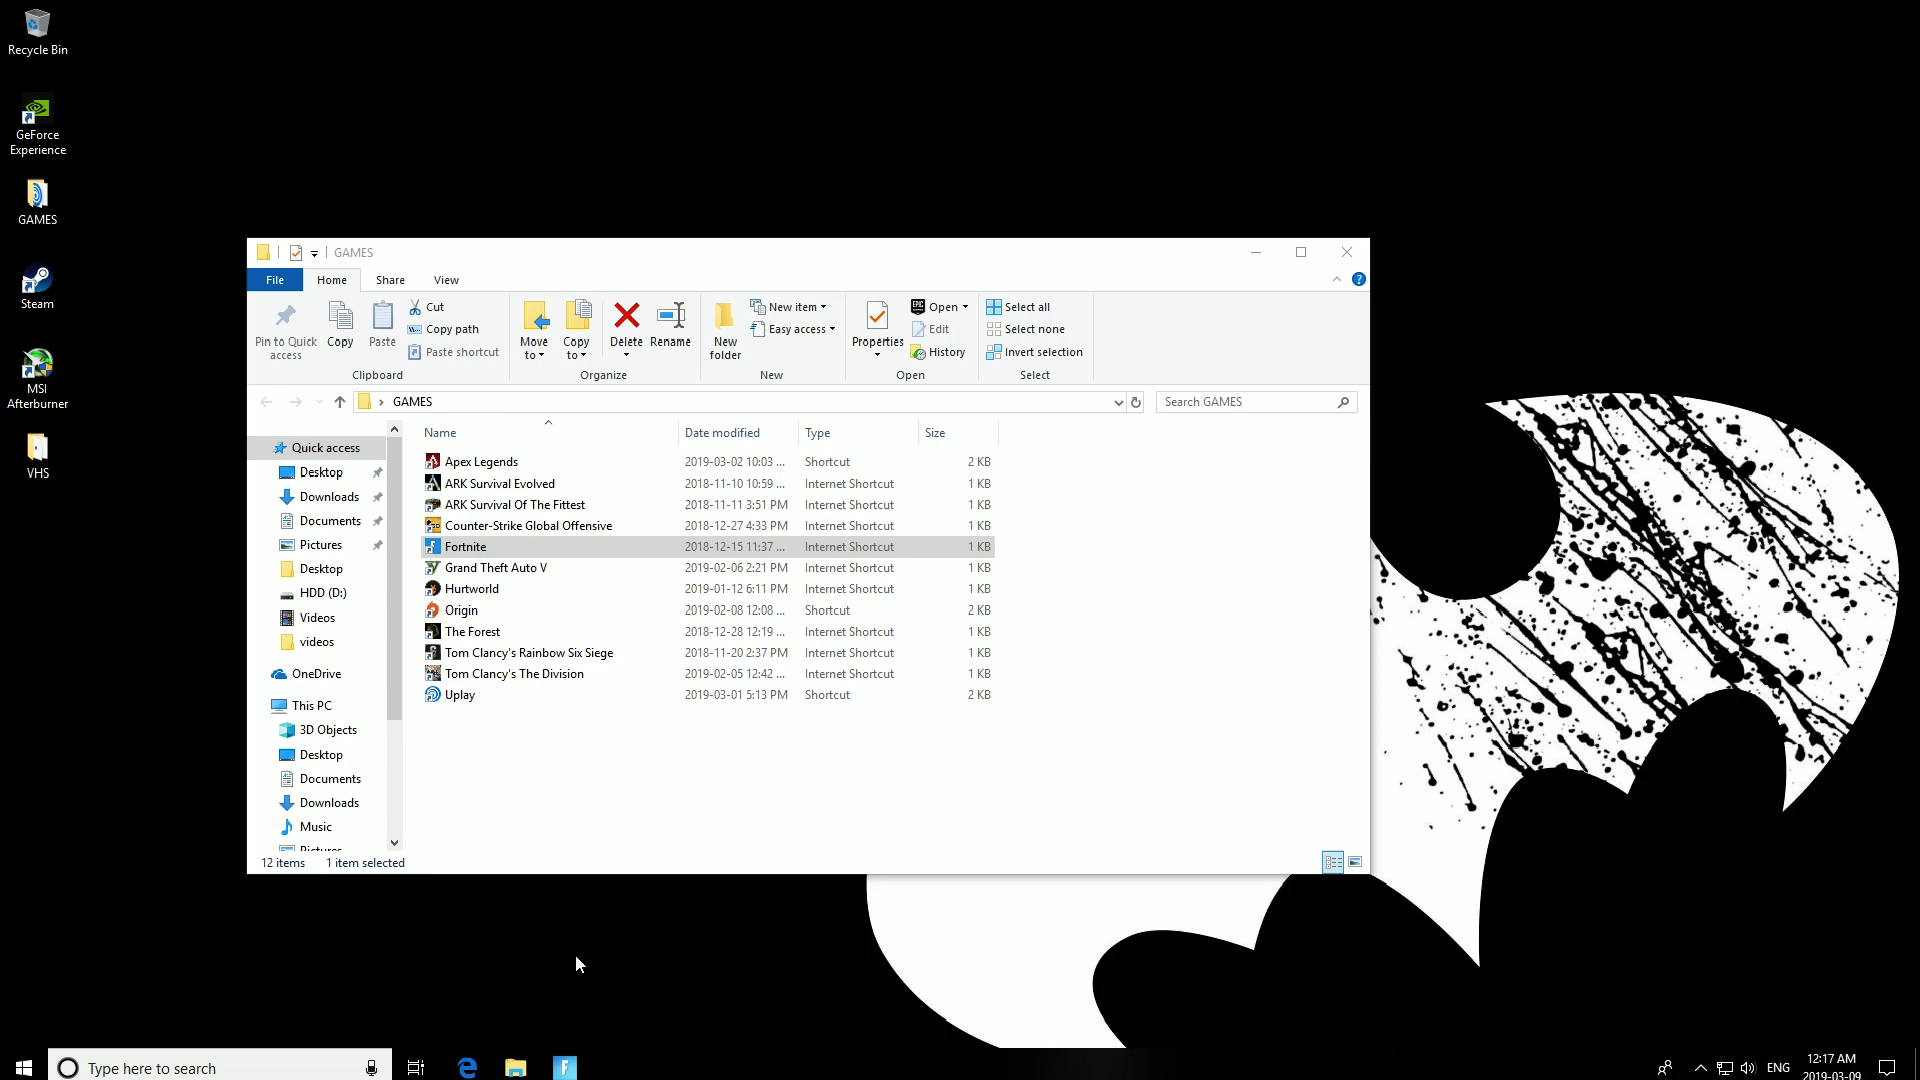 Recycle Bin
GeForce
Experience
GAMES
Steam
MSI
Afterburner
VHS
GAMES
File Home Share View
Pin to Quick
access
Copy
Paste
Cut
Copy path
Paste shortcut
Clipboard
Move
to
Copy
to
Delete
Rename
Organize
New
folder
New item
Easy access
New
Properties
Open
Edit
History
Open
Select all
Select none
Invert selection
Select
GAMES
Search GAMES
Quick access
Desktop
Downloads
Documents
Pictures
Desktop
HDD (D:)
Videos
videos
OneDrive
This PC
3D Objects
Desktop
Documents
Downloads
Music
Pictures
Name Date modified Type Size
Apex Legends 2019-03-02 10:03 ... Shortcut 2 KB
ARK Survival Evolved 2018-11-10 10:59 ... Internet Shortcut 1 KB
ARK Survival Of The Fittest 2018-11-11 3:51 PM Internet Shortcut 1 KB
Counter-Strike Global Offensive 2018-12-27 4:33 PM Internet Shortcut 1 KB
Fortnite 2018-12-15 11:37 ... Internet Shortcut 1 KB
Grand Theft Auto V 2019-02-06 2:21 PM Internet Shortcut 1 KB
Hurtworld 2019-01-12 6:11 PM Internet Shortcut 1 KB
Origin 2019-02-08 12:08 ... Shortcut 2 KB
The Forest 2018-12-28 12:19 ... Internet Shortcut 1 KB
Tom Clancy's Rainbow Six Siege 2018-11-20 2:37 PM Internet Shortcut 1 KB
Tom Clancy's The Division 2019-02-05 12:42 ... Internet Shortcut 1 KB
Uplay 2019-03-01 5:13 PM Shortcut 2 KB
12 items 1 item selected
Type here to search
ENG
12:17 AM
2019-03-09